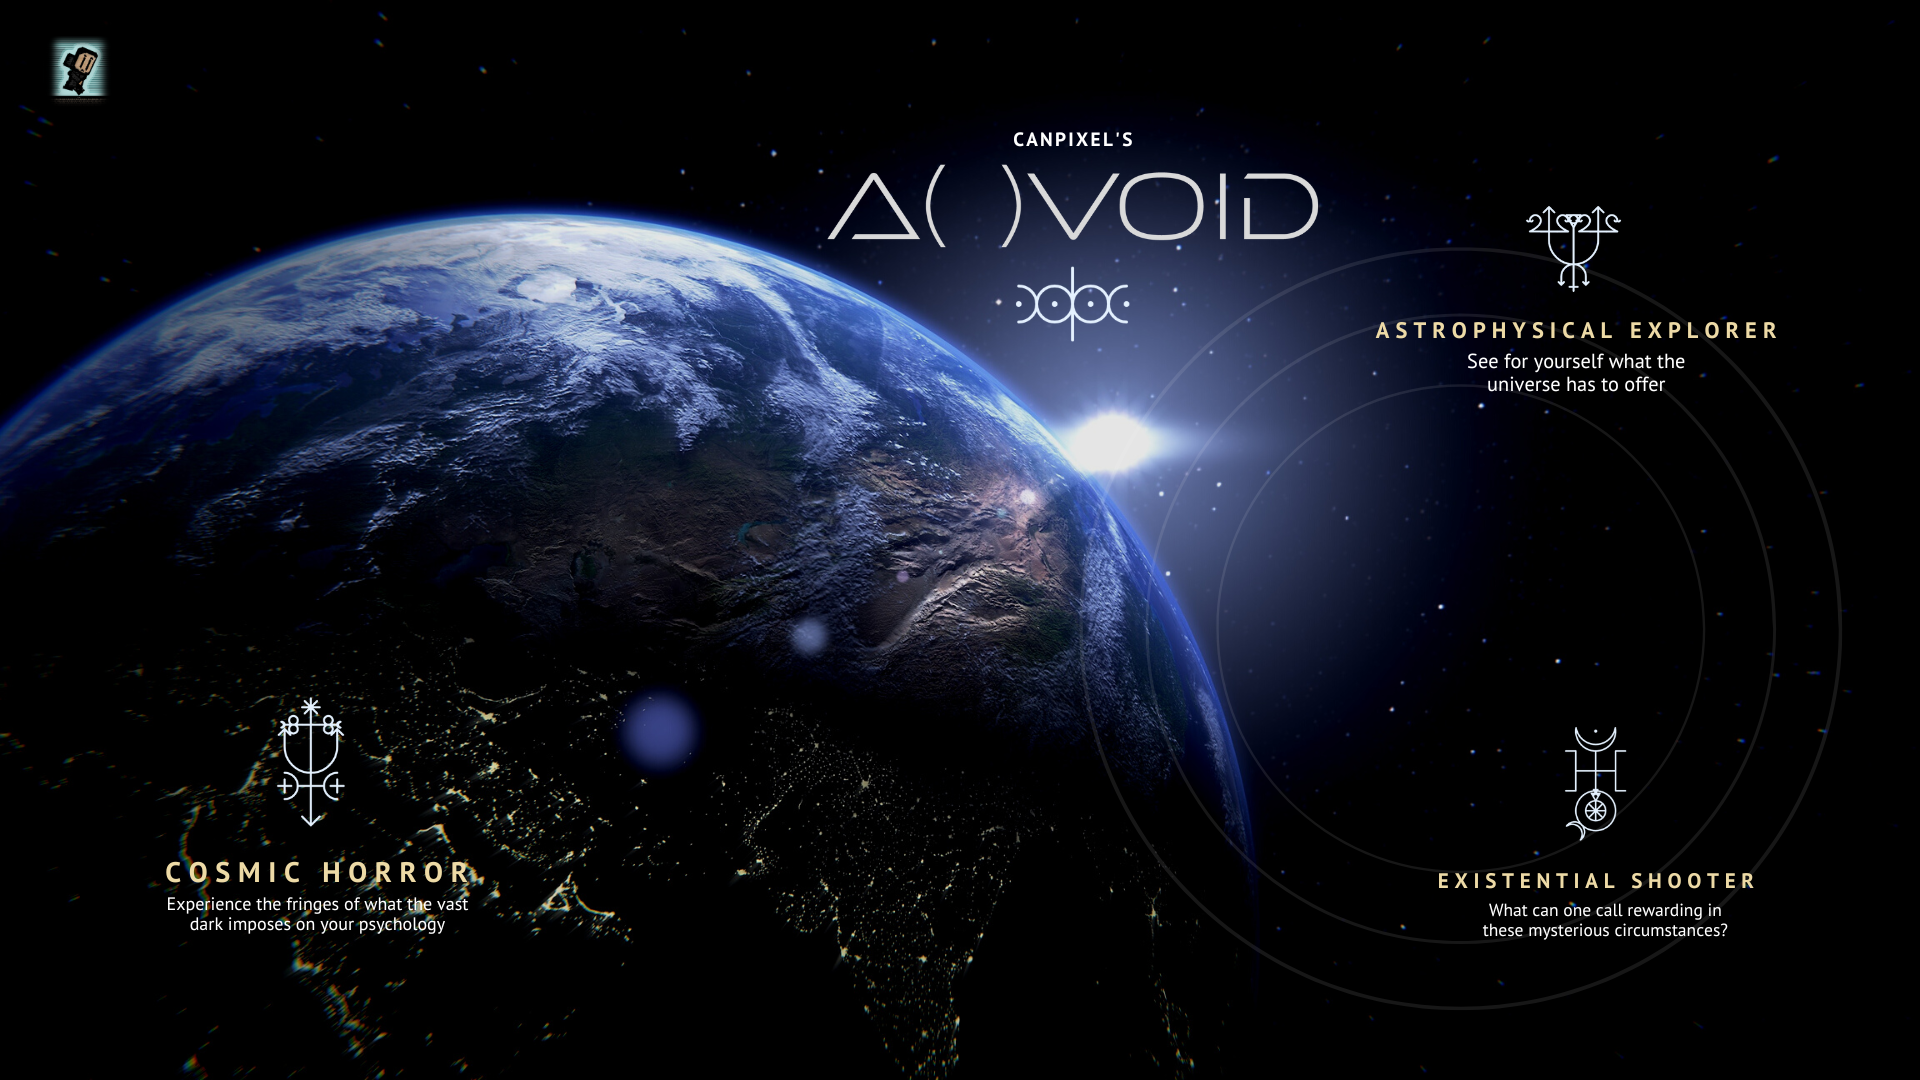 CANPIXEL'S
A( )VOID
ASTROPHYSICAL EXPLORER
See for yourself what the
universe has to offer
COSMIC HORROR
Experience the fringes of what the vast
dark imposes on your psychology
EXISTENTIAL SHOOTER
What can one call rewarding in
these mysterious circumstances?